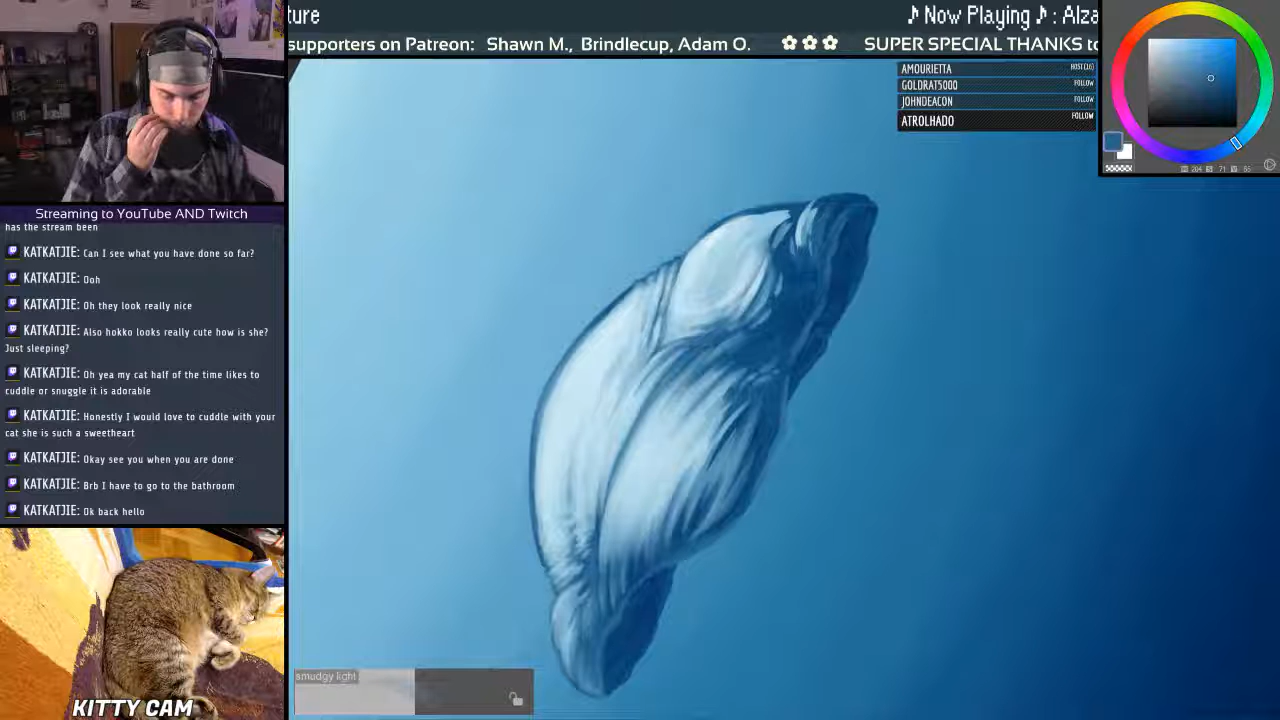 ture
♪ Now Playing ♪ : Alza
supporters on Patreon: Shawn M., Brindlecup, Adam O. ✿ ✿ ✿ SUPER SPECIAL THANKS to
AMOURIETTA
GOLDRAT5000 FOLLOW
JOHNDEACON FOLLOW
ATROLHADO FOLLOW
Streaming to YouTube AND Twitch
has the stream been
KATKATJIE: Can I see what you have done so far?
KATKATJIE: Ooh
KATKATJIE: Oh they look really nice
KATKATJIE: Also hokko looks really cute how is she?
Just sleeping?
KATKATJIE: Oh yea my cat half of the time likes to
cuddle or snuggle it is adorable
KATKATJIE: Honestly I would love to cuddle with your
cat she is such a sweetheart
KATKATJIE: Okay see you when you are done
KATKATJIE: Brb I have to go to the bathroom
KATKATJIE: Ok back hello
KITTY CAM
smudgy light